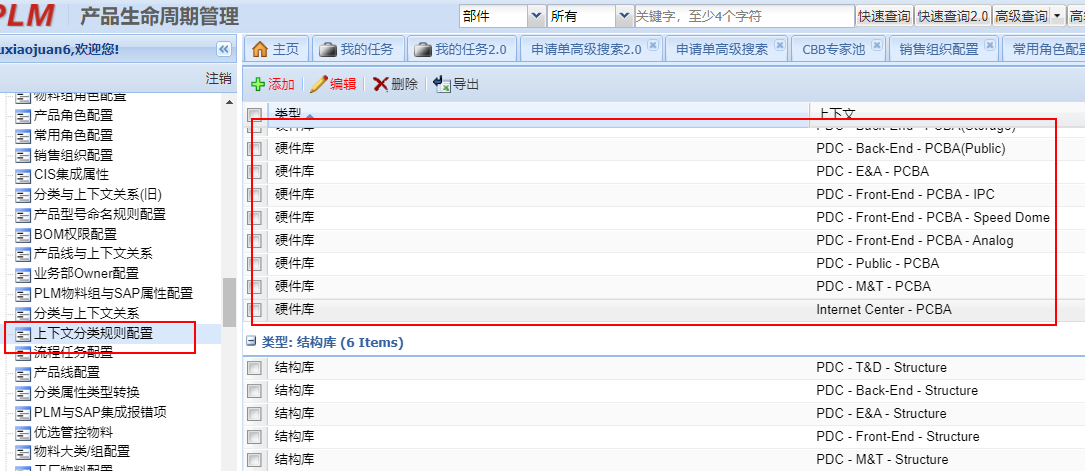 PLM 产品生命周期管理
部件 所有 关键字，至少4个字符 快速查询 快速查询2.0 高级查询
uxiaojuan6,欢迎您!
主页 我的任务 我的任务2.0 申请单高级搜索2.0 申请单高级搜索 CBB专家池 销售组织配置 常用角色配置
注销
添加 编辑 删除 导出
物料组角色配置
产品角色配置
常用角色配置
销售组织配置
CIS集成属性
分类与上下文关系(旧)
产品型号命名规则配置
BOM权限配置
产品线与上下文关系
业务部Owner配置
PLM物料组与SAP属性配置
分类与上下文关系
上下文分类规则配置
流程任务配置
产品线配置
分类属性类型转换
PLM与SAP集成报错项
优选管控物料
物料大类/组配置
工厂物料配置
类型 上下文
硬件库 PDC - Back-End - PCBA(Storage)
硬件库 PDC - Back-End - PCBA(Public)
硬件库 PDC - E&A - PCBA
硬件库 PDC - Front-End - PCBA - IPC
硬件库 PDC - Front-End - PCBA - Speed Dome
硬件库 PDC - Front-End - PCBA - Analog
硬件库 PDC - Public - PCBA
硬件库 PDC - M&T - PCBA
硬件库 Internet Center - PCBA
类型: 结构库 (6 Items)
结构库 PDC - T&D - Structure
结构库 PDC - Back-End - Structure
结构库 PDC - E&A - Structure
结构库 PDC - Front-End - Structure
结构库 PDC - M&T - Structure